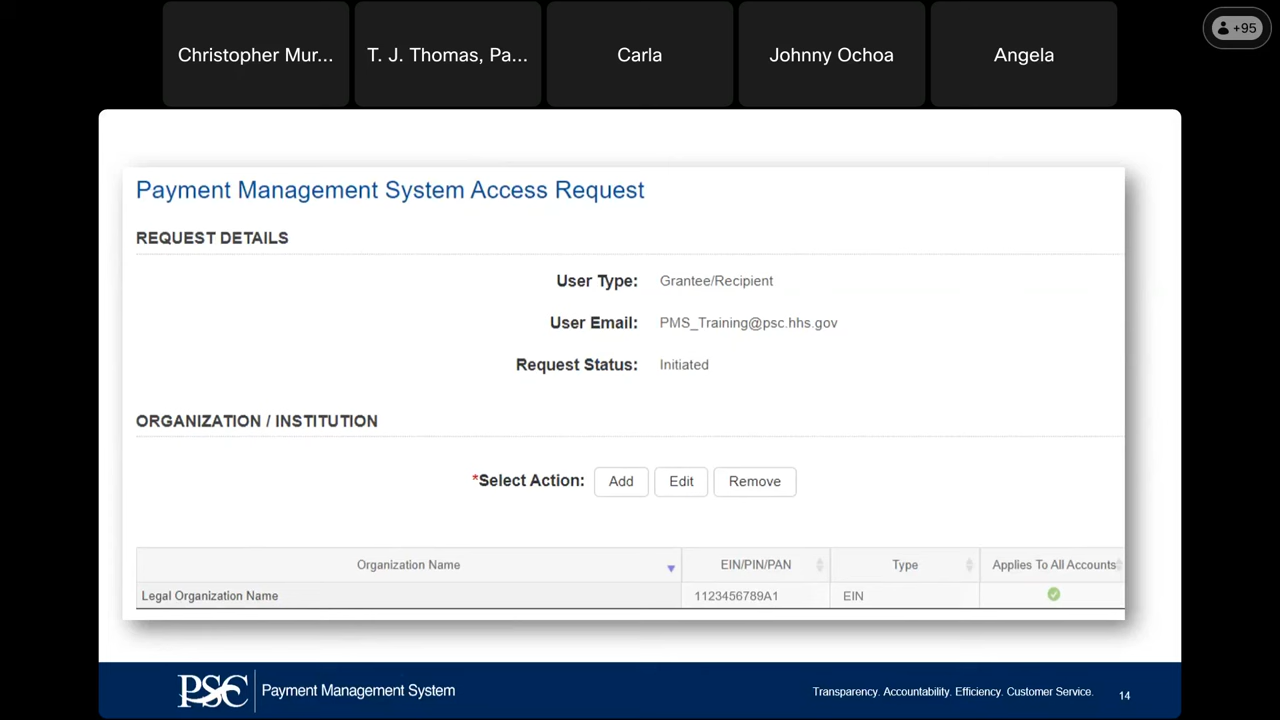 Christopher Mur...
T. J. Thomas, Pa...
Carla
Johnny Ochoa
Angela
+95
Payment Management System Access Request
REQUEST DETAILS
User Type: Grantee/Recipient
User Email: PMS_Training@psc.hhs.gov
Request Status: Initiated
ORGANIZATION / INSTITUTION
*Select Action: Add Edit Remove
Organization Name EIN/PIN/PAN Type Applies To All Accounts
Legal Organization Name 1123456789A1 EIN
PSC Payment Management System
Transparency. Accountability. Efficiency. Customer Service. 14